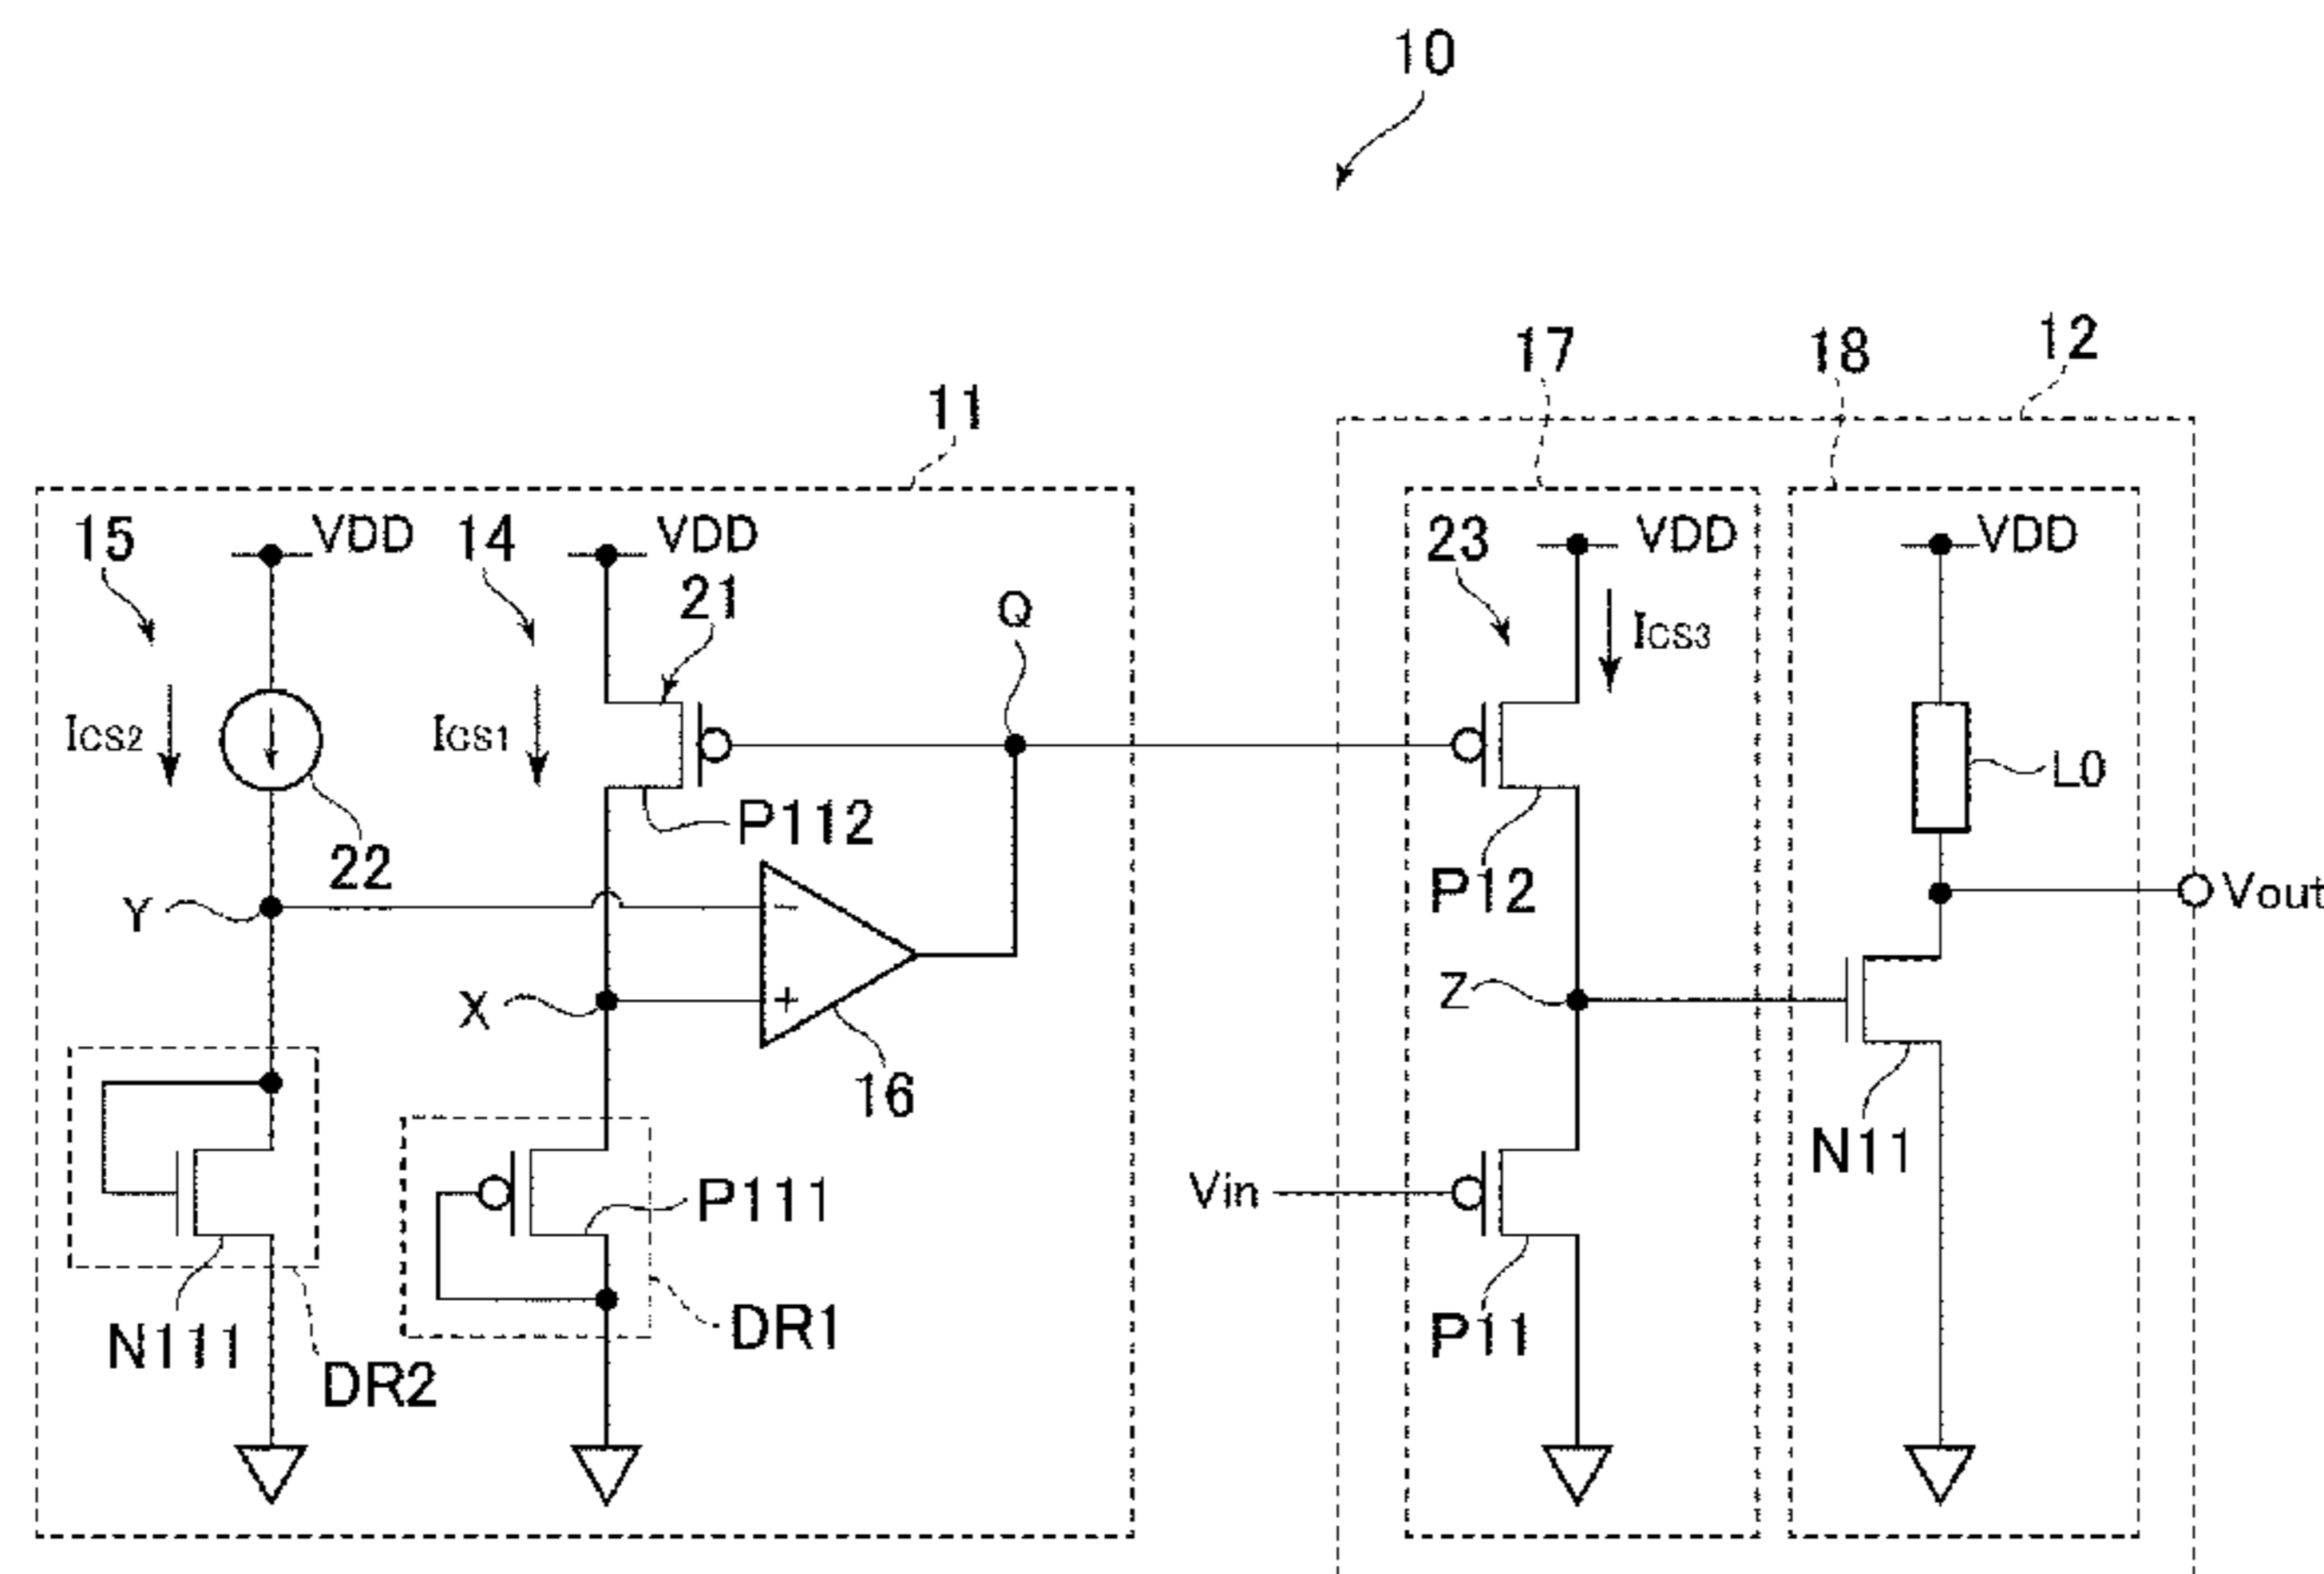 10
17
18
12
11
15
VDD
14
VDD
21
Q
23
VDD
VDD
ICS3
ICS2
ICS1
P112
L0
22
P12
Vout
Y
-
X
+
Z
16
N11
P111
Vin
N111
DR1
P11
DR2